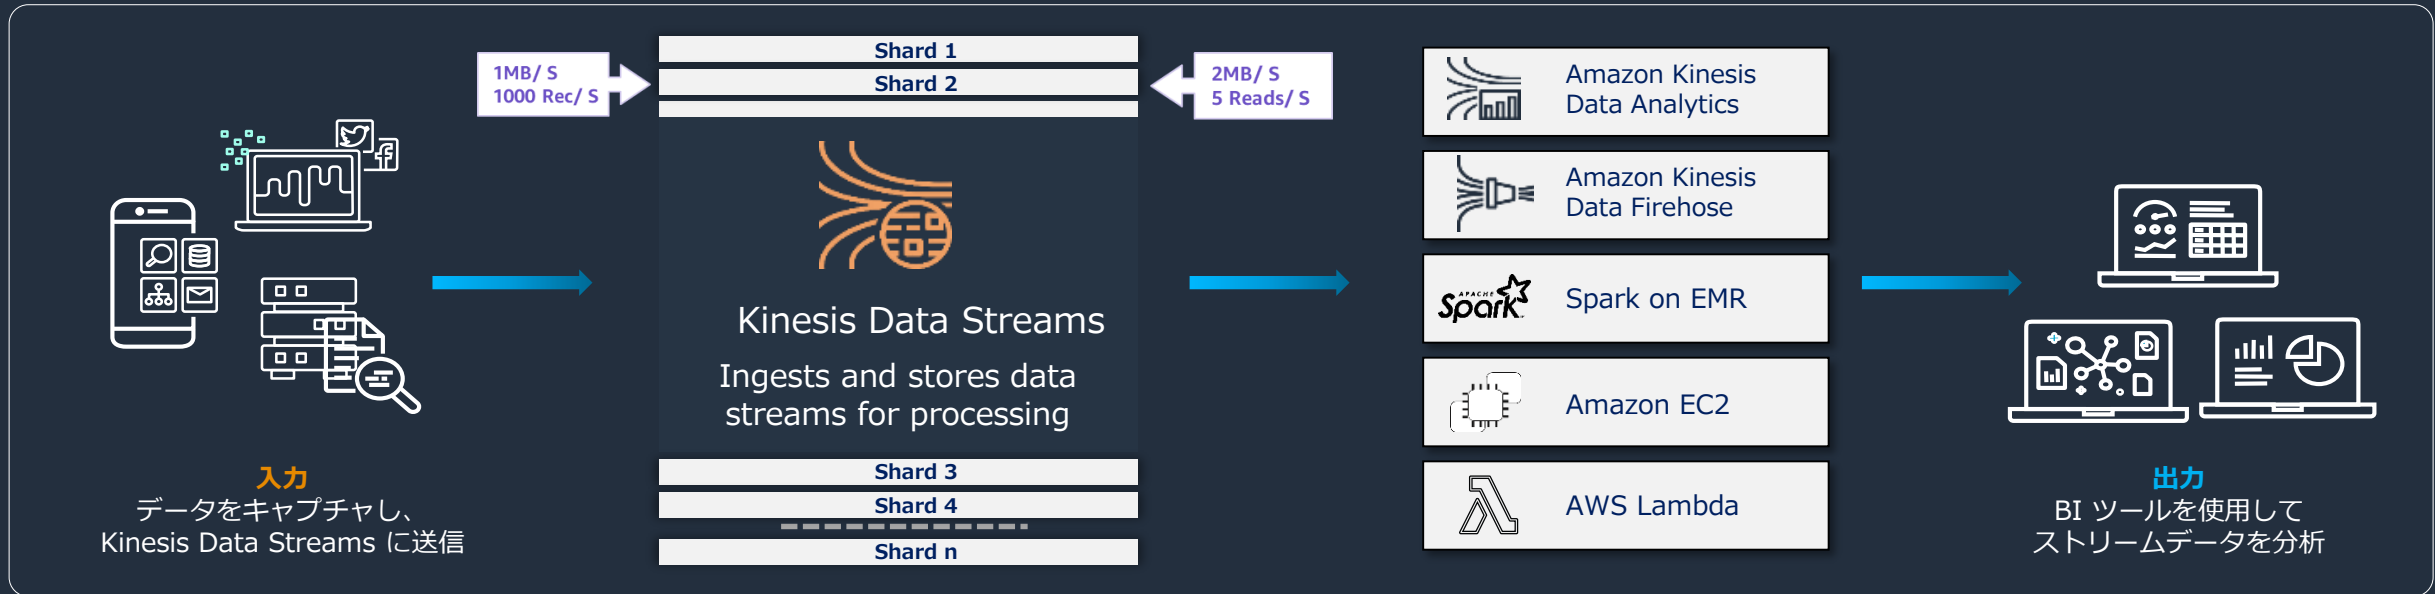 入力
データをキャプチャし、
Kinesis Data Streams に送信
1MB/ S
1000 Rec/ S
Shard 1
Shard 2
Kinesis Data Streams
Ingests and stores data
streams for processing
Shard 3
Shard 4
Shard n
2MB/ S
5 Reads/ S
Amazon Kinesis
Data Analytics
Amazon Kinesis
Data Firehose
APACHE
Spark
Spark on EMR
Amazon EC2
AWS Lambda
出力
BI ツールを使用して
ストリームデータを分析